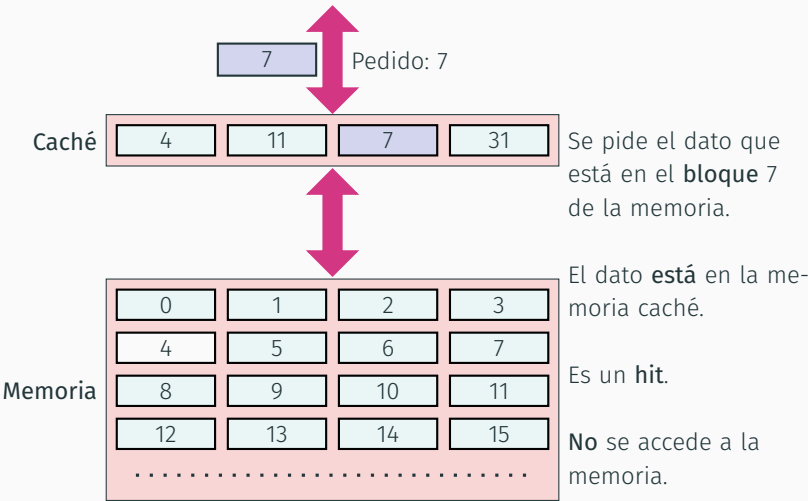 7
Pedido: 7
Caché
4 11 7 31
Se pide el dato que
está en el bloque 7
de la memoria.
El dato está en la me-
moria caché.
Es un hit.
No se accede a la
memoria.
Memoria
0 1 2 3
4 5 6 7
8 9 10 11
12 13 14 15
. . . . . . . . . . . . . . . . . . . . . . . . . . . . .